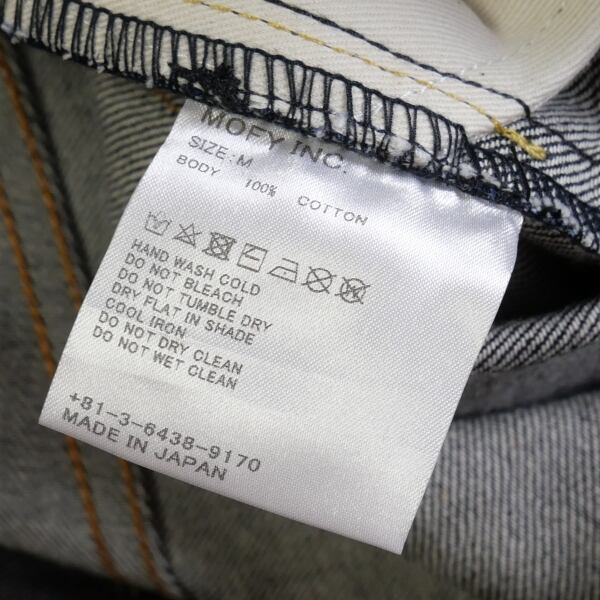 MOFY INC.
SIZE:M
BODY 100% COTTON
HAND WASH COLD
DO NOT BLEACH
DO NOT TUMBLE DRY
DRY FLAT IN SHADE
COOL IRON
DO NOT DRY CLEAN
DO NOT WET CLEAN
+81-3-6438-9170
MADE IN JAPAN